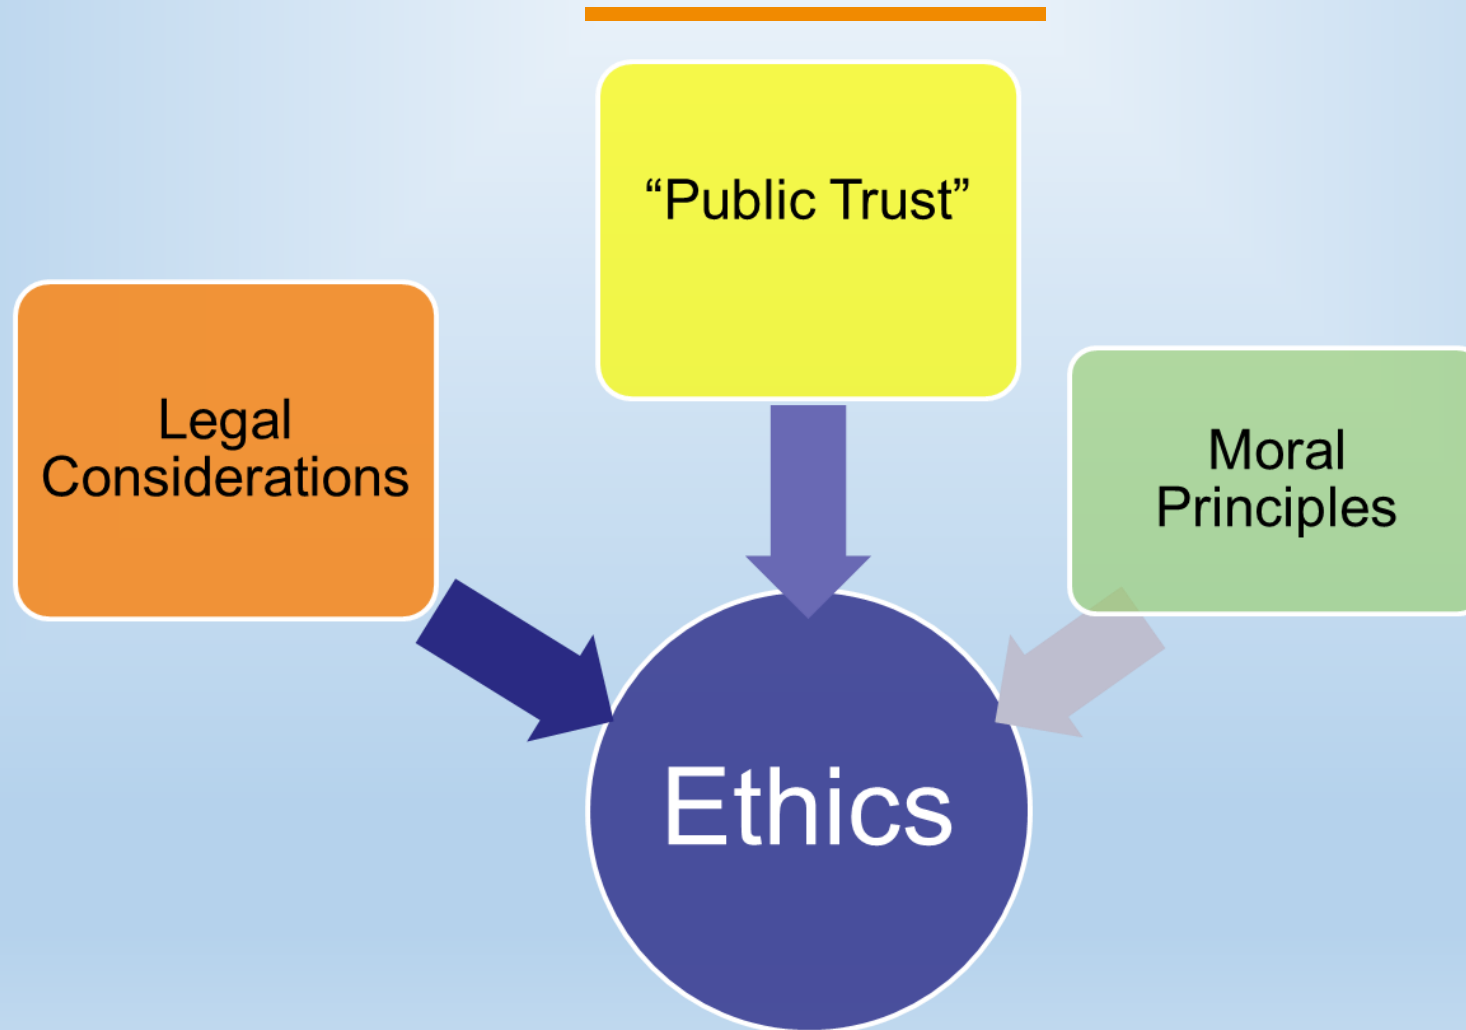 “Public Trust”
Legal
Considerations
Moral
Principles
Ethics